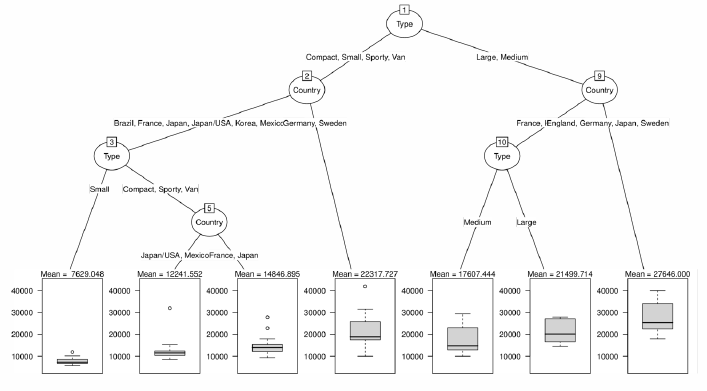 1
Type
Compact, Small, Sporty, Van
Large, Medium
2
Country
9
Country
Brazil, France, Japan, Japan/USA, Korea, Mexico
Germany, Sweden
France,
England, Germany, Japan, Sweden
3
Type
10
Type
Small
Compact, Sporty, Van
Medium
Large
5
Country
Japan/USA, Mexico
France, Japan
Mean = 7629.048
Mean = 12241.552
Mean = 14846.895
Mean = 22317.727
Mean = 17607.444
Mean = 21499.714
Mean = 27646.000
40000
30000
20000
10000
40000
30000
20000
10000
40000
30000
20000
10000
40000
30000
20000
10000
40000
30000
20000
10000
40000
30000
20000
10000
40000
30000
20000
10000